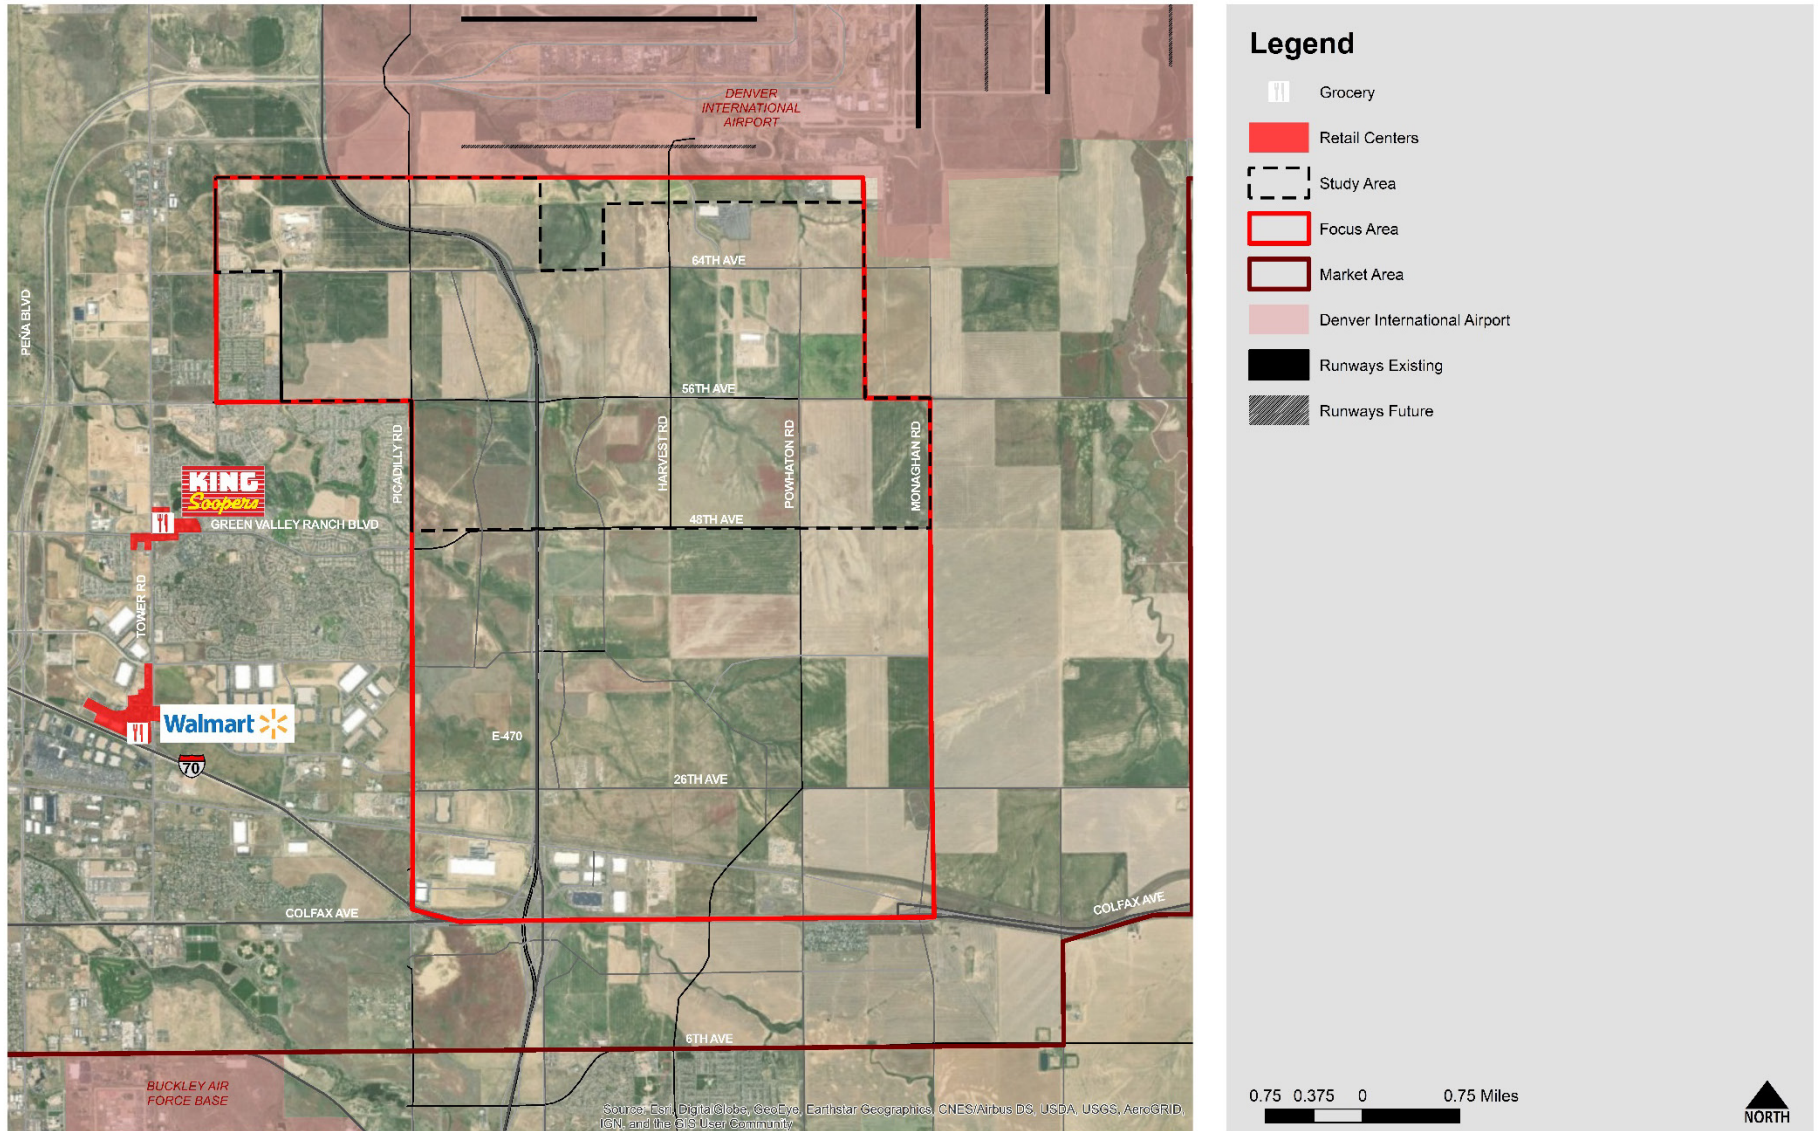 DENVER
INTERNATIONAL
AIRPORT
64TH AVE
PEÑA BLVD
56TH AVE
PICADILLY RD
HARVEST RD
POWHATON RD
MONAGHAN RD
KING
Soopers
GREEN VALLEY RANCH BLVD
48TH AVE
TOWER RD
Walmart
E-470
70
26TH AVE
COLFAX AVE
COLFAX AVE
6TH AVE
BUCKLEY AIR
FORCE BASE
Source: Esri, DigitalGlobe, GeoEye, Earthstar Geographics, CNES/Airbus DS, USDA, USGS, AeroGRID,
IGN, and the GIS User Community
Legend
Grocery
Retail Centers
Study Area
Focus Area
Market Area
Denver International Airport
Runways Existing
Runways Future
0.75 0.375 0 0.75 Miles
NORTH